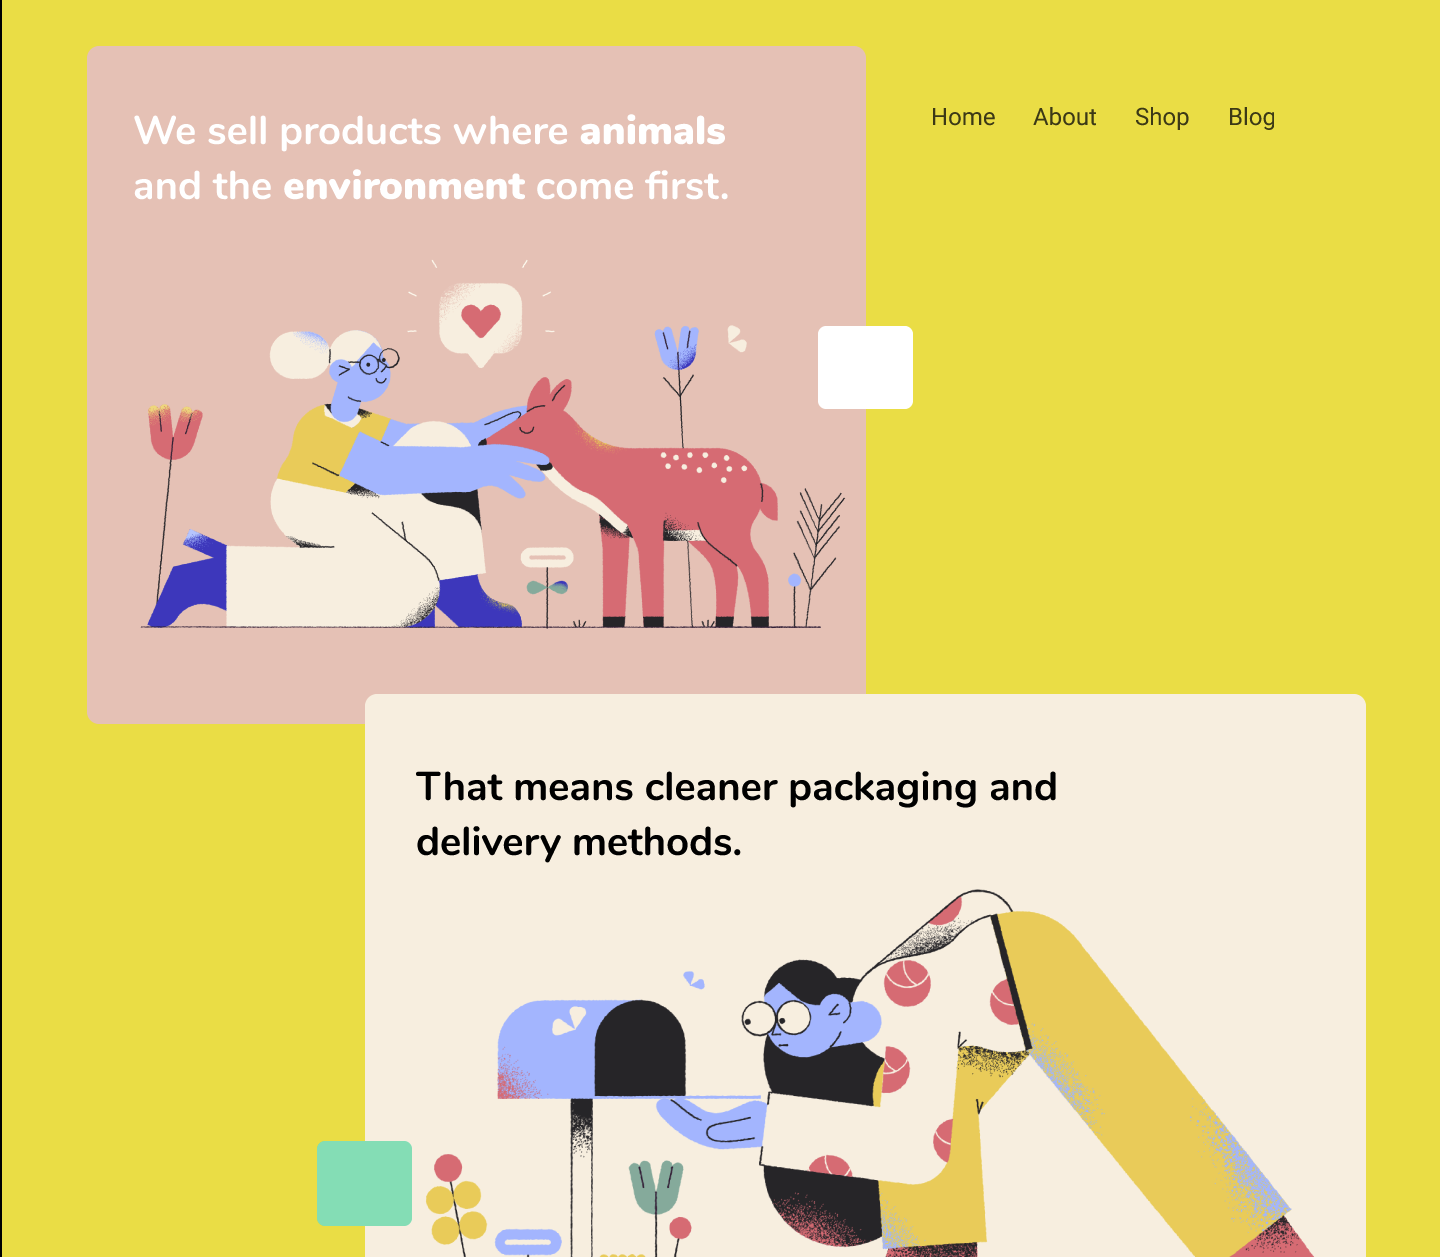 Home About Shop Blog
We sell products where animals
and the environment come first.
That means cleaner packaging and
delivery methods.